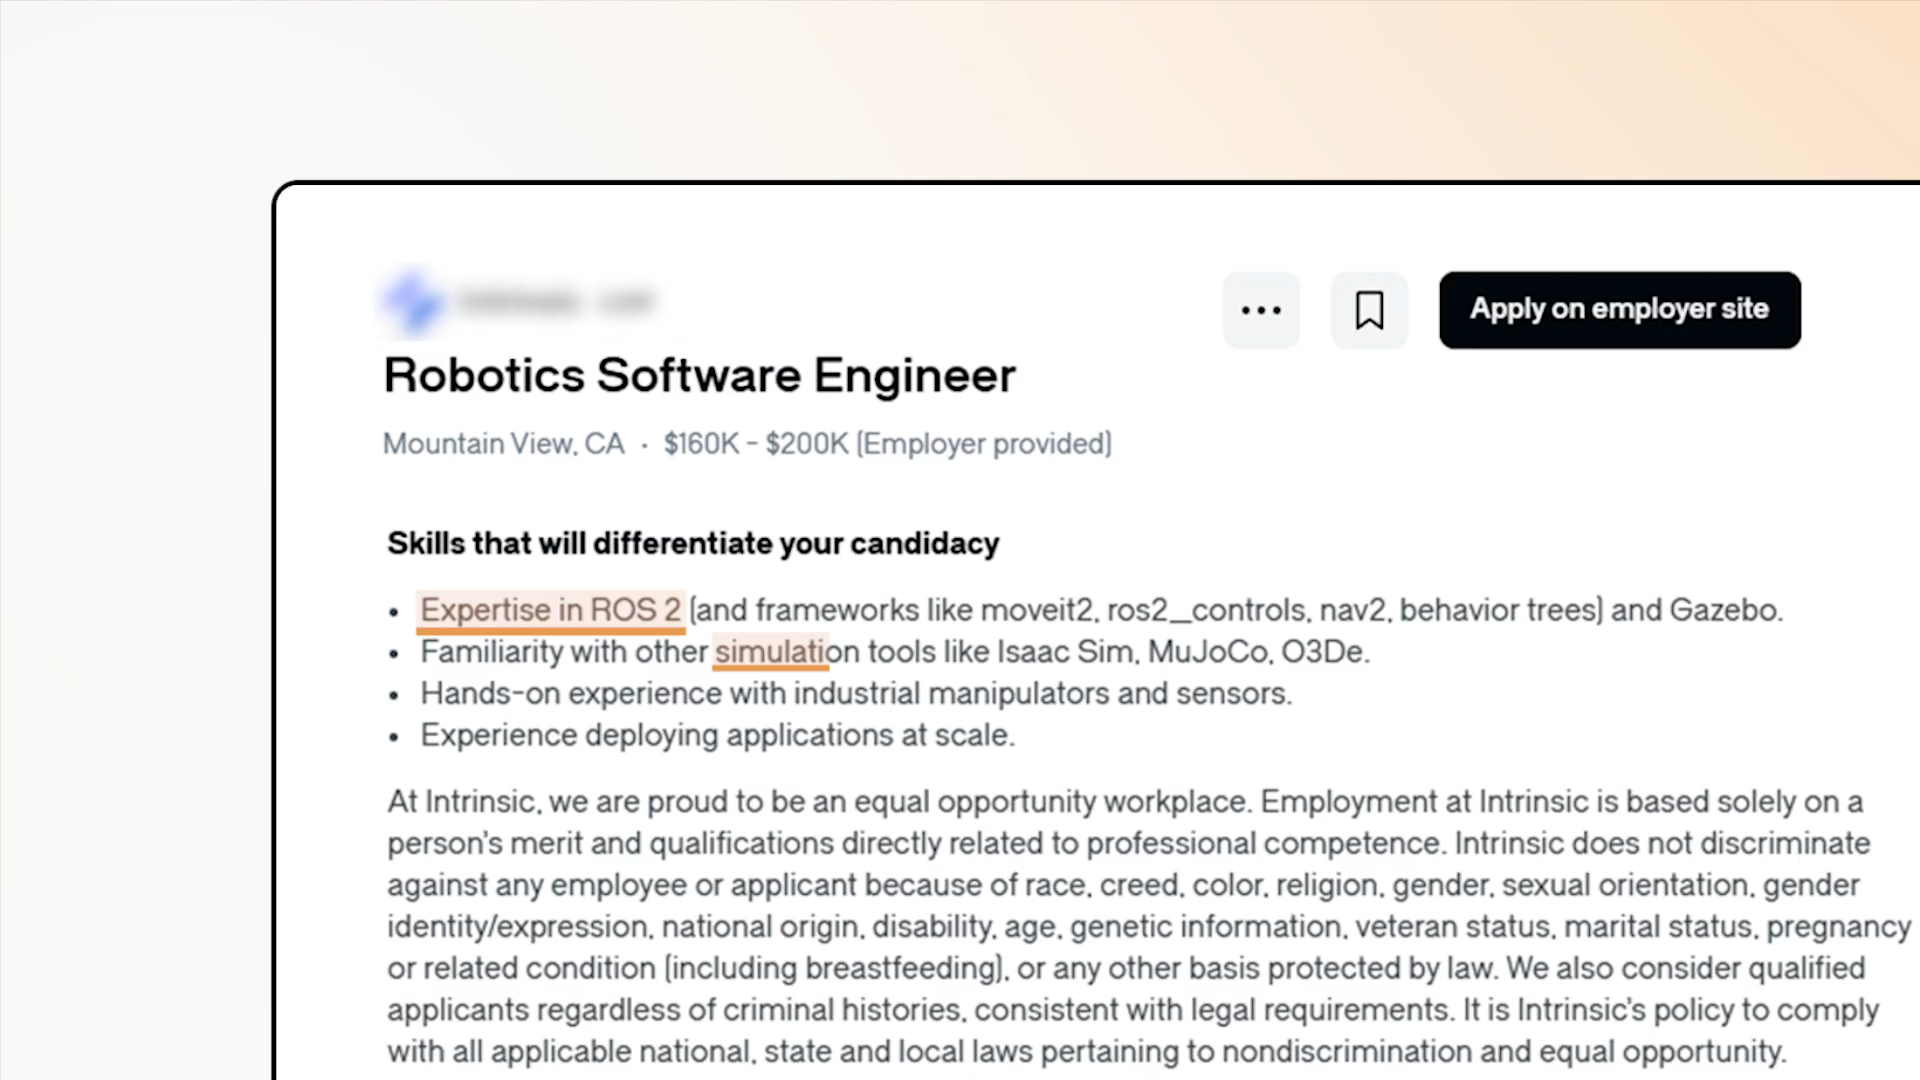 Apply on employer site
Robotics Software Engineer
Mountain View, CA · $160K - $200K (Employer provided)
Skills that will differentiate your candidacy
• Expertise in ROS 2 (and frameworks like moveit2, ros2_controls, nav2, behavior trees) and Gazebo.
• Familiarity with other simulation tools like Isaac Sim, MuJoCo, O3De.
• Hands-on experience with industrial manipulators and sensors.
• Experience deploying applications at scale.
At Intrinsic, we are proud to be an equal opportunity workplace. Employment at Intrinsic is based solely on a
person's merit and qualifications directly related to professional competence. Intrinsic does not discriminate
against any employee or applicant because of race, creed, color, religion, gender, sexual orientation, gender
identity/expression, national origin, disability, age, genetic information, veteran status, marital status, pregnancy
or related condition (including breastfeeding), or any other basis protected by law. We also consider qualified
applicants regardless of criminal histories, consistent with legal requirements. It is Intrinsic's policy to comply
with all applicable national, state and local laws pertaining to nondiscrimination and equal opportunity.